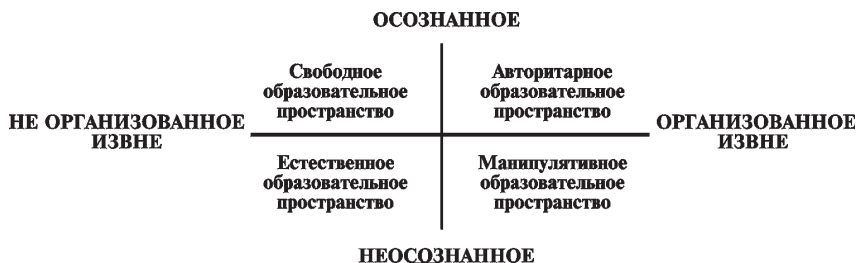 ОСОЗНАННОЕ
Свободное
образовательное
пространство
Авторитарное
образовательное
пространство
НЕ ОРГАНИЗОВАННОЕ
ИЗВНЕ
ОРГАНИЗОВАННОЕ
ИЗВНЕ
Естественное
образовательное
пространство
Манипулятивное
образовательное
пространство
НЕОСОЗНАННОЕ